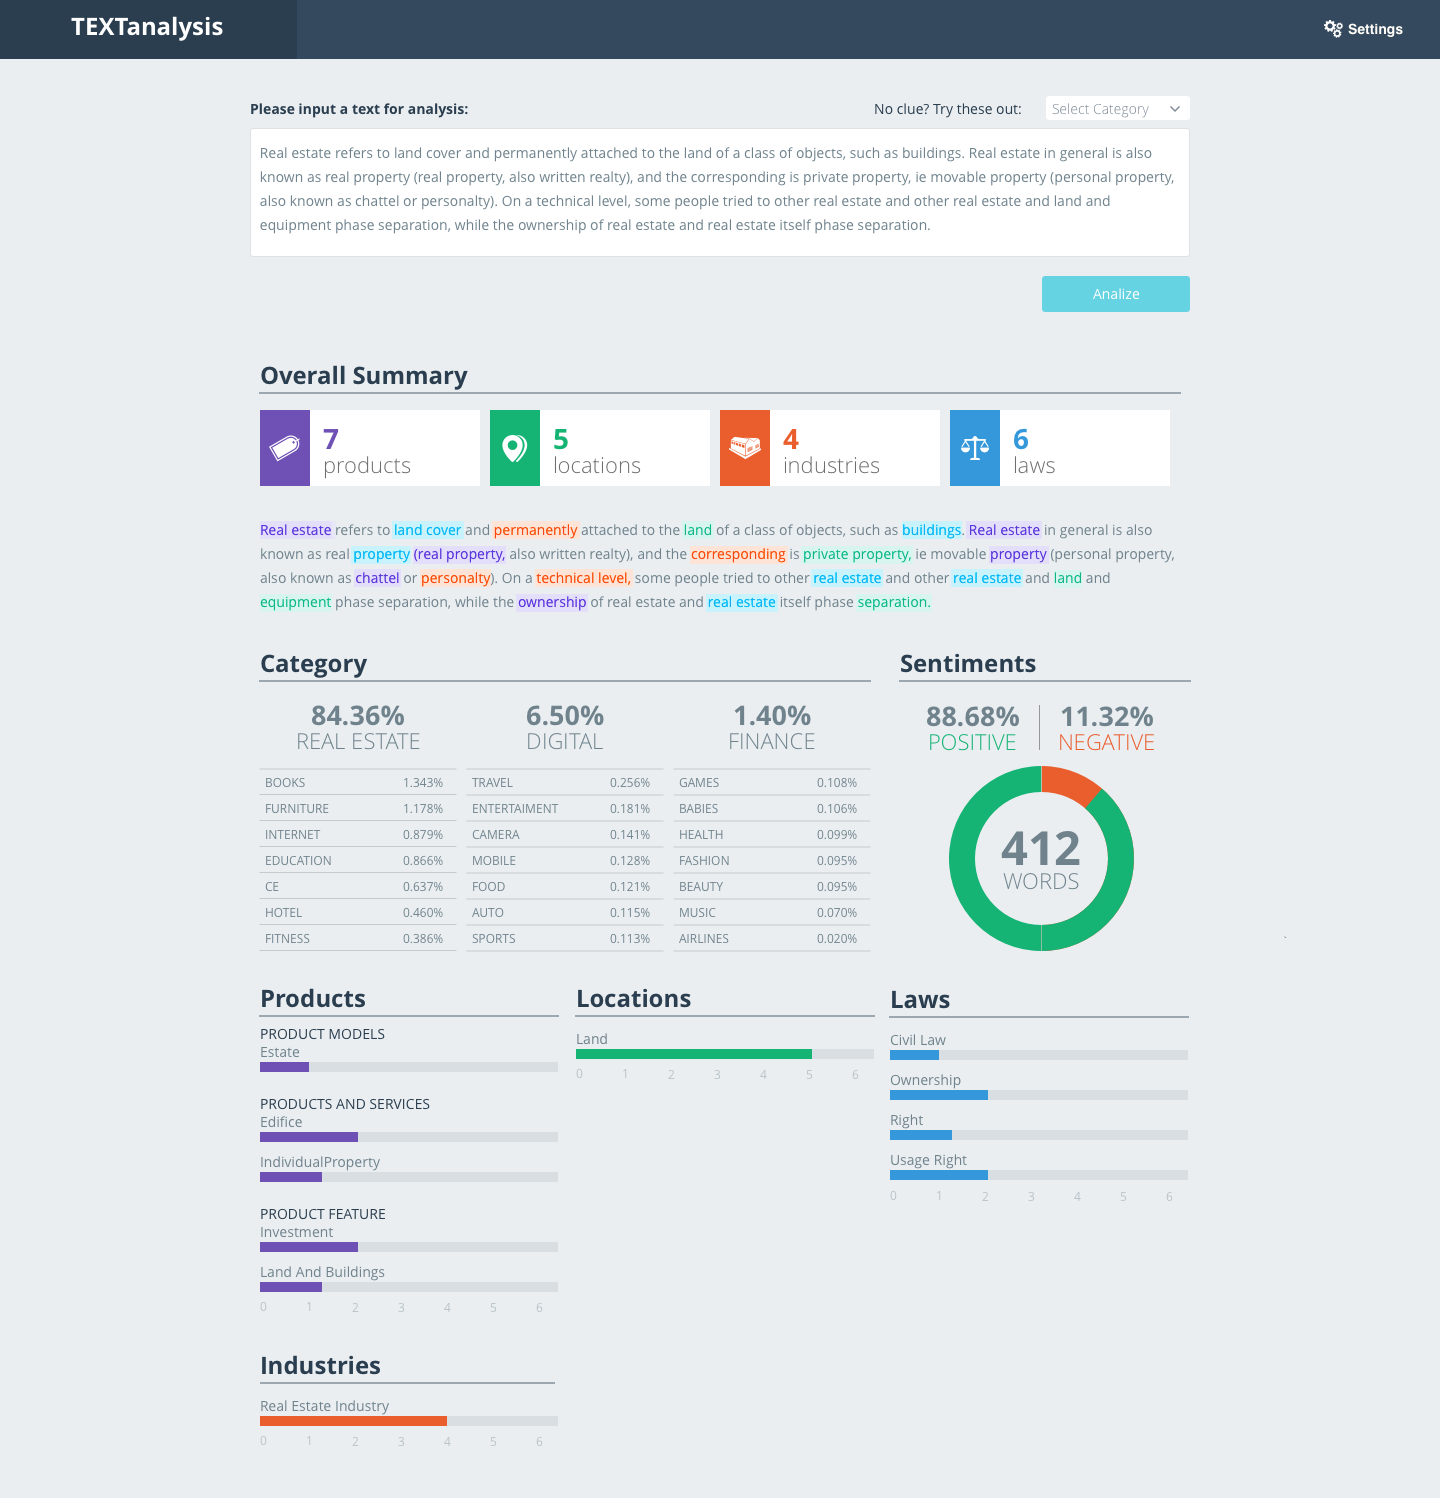 TEXTanalysis
Settings
Please input a text for analysis:
No clue? Try these out:
Select Category
Real estate refers to land cover and permanently attached to the land of a class of objects, such as buildings. Real estate in general is also
known as real property (real property, also written realty), and the corresponding is private property, ie movable property (personal property,
also known as chattel or personalty). On a technical level, some people tried to other real estate and other real estate and land and
equipment phase separation, while the ownership of real estate and real estate itself phase separation.
Analize
Overall Summary
7
products
5
locations
4
industries
6
laws
Real estate refers to land cover and permanently attached to the land of a class of objects, such as buildings. Real estate in general is also
known as real property (real property, also written realty), and the corresponding is private property, ie movable property (personal property,
also known as chattel or personalty). On a technical level, some people tried to other real estate and other real estate and land and
equipment phase separation, while the ownership of real estate and real estate itself phase separation.
Category
84.36%
REAL ESTATE
6.50%
DIGITAL
1.40%
FINANCE
BOOKS 1.343%
FURNITURE 1.178%
INTERNET 0.879%
EDUCATION 0.866%
CE 0.637%
HOTEL 0.460%
FITNESS 0.386%
TRAVEL 0.256%
ENTERTAIMENT 0.181%
CAMERA 0.141%
MOBILE 0.128%
FOOD 0.121%
AUTO 0.115%
SPORTS 0.113%
GAMES 0.108%
BABIES 0.106%
HEALTH 0.099%
FASHION 0.095%
BEAUTY 0.095%
MUSIC 0.070%
AIRLINES 0.020%
Sentiments
88.68%
POSITIVE
11.32%
NEGATIVE
412
WORDS
Products
PRODUCT MODELS
Estate
PRODUCTS AND SERVICES
Edifice
IndividualProperty
PRODUCT FEATURE
Investment
Land And Buildings
0 1 2 3 4 5 6
Locations
Land
0 1 2 3 4 5 6
Laws
Civil Law
Ownership
Right
Usage Right
0 1 2 3 4 5 6
Industries
Real Estate Industry
0 1 2 3 4 5 6